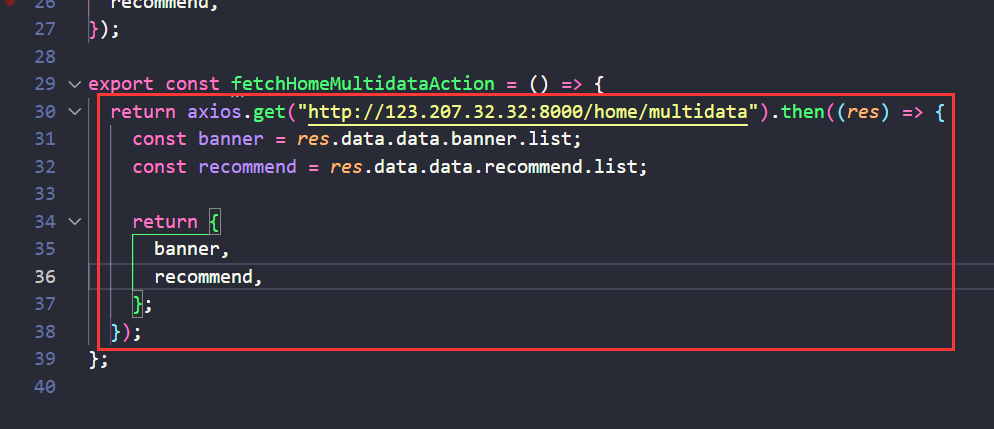 26 recommend,
27 });
28
29 export const fetchHomeMultidataAction = () => {
30 return axios.get("http://123.207.32.32:8000/home/multidata").then((res) => {
31 const banner = res.data.data.banner.list;
32 const recommend = res.data.data.recommend.list;
33
34 return {
35 banner,
36 recommend,
37 };
38 });
39 };
40